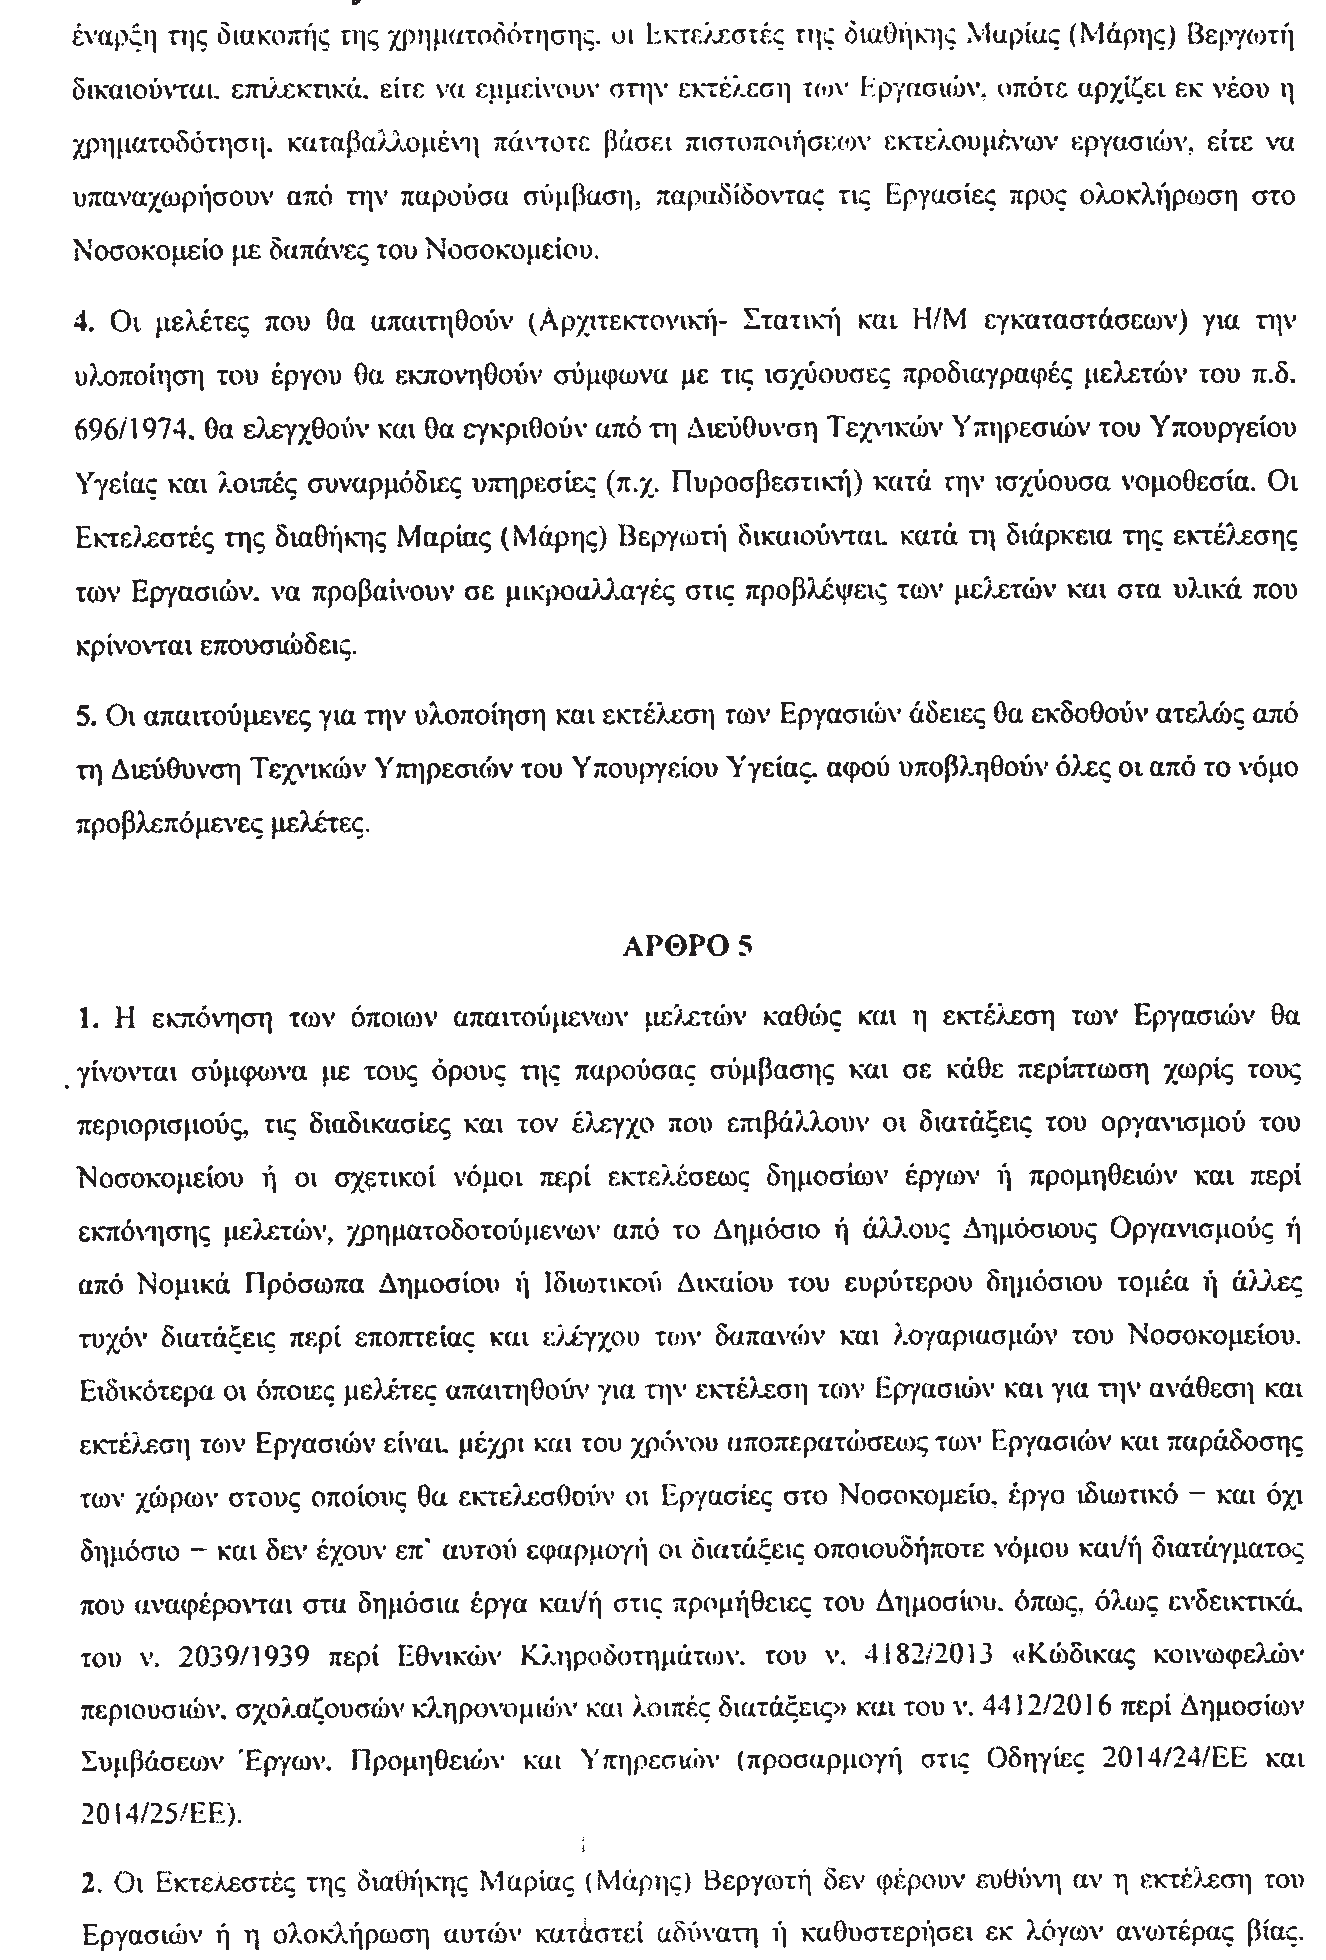 έναρξη της διακοπής της χρηματοδότησης, οι Εκτελεστές της διαθήκης Μαρίας (Μάρης) Βεργωτή
δικαιούνται, επιλεκτικά, είτε να εμμείνουν στην εκτέλεση των Εργασιών, οπότε αρχίζει εκ νέου η
χρηματοδότηση, καταβαλλομένη πάντοτε βάσει πιστοποιήσεων εκτελουμένων εργασιών, είτε να
υπαναχωρήσουν από την παρούσα σύμβαση, παραδίδοντας τις Εργασίες προς ολοκλήρωση στο
Νοσοκομείο με δαπάνες του Νοσοκομείου.
4. Οι μελέτες που θα απαιτηθούν (Αρχιτεκτονική- Στατική και Η/Μ εγκαταστάσεων) για την
υλοποίηση του έργου θα εκπονηθούν σύμφωνα με τις ισχύουσες προδιαγραφές μελετών του π.δ.
696/1974, θα ελεγχθούν και θα εγκριθούν από τη Διεύθυνση Τεχνικών Υπηρεσιών του Υπουργείου
Υγείας και λοιπές συναρμόδιες υπηρεσίες (π.χ. Πυροσβεστική) κατά την ισχύουσα νομοθεσία. Οι
Εκτελεστές της διαθήκης Μαρίας (Μάρης) Βεργωτή δικαιούνται, κατά τη διάρκεια της εκτέλεσης
των Εργασιών, να προβαίνουν σε μικροαλλαγές στις προβλέψεις των μελετών και στα υλικά που
κρίνονται επουσιώδεις.
5. Οι απαιτούμενες για την υλοποίηση και εκτέλεση των Εργασιών άδειες θα εκδοθούν ατελώς από
τη Διεύθυνση Τεχνικών Υπηρεσιών του Υπουργείου Υγείας, αφού υποβληθούν όλες οι από το νόμο
προβλεπόμενες μελέτες.
ΑΡΘΡΟ 5
1. Η εκπόνηση των όποιων απαιτούμενων μελετών καθώς και η εκτέλεση των Εργασιών θα
γίνονται σύμφωνα με τους όρους της παρούσας σύμβασης και σε κάθε περίπτωση χωρίς τους
περιορισμούς, τις διαδικασίες και τον έλεγχο που επιβάλλουν οι διατάξεις του οργανισμού του
Νοσοκομείου ή οι σχετικοί νόμοι περί εκτελέσεως δημοσίων έργων ή προμηθειών και περί
εκπόνησης μελετών, χρηματοδοτούμενων από το Δημόσιο ή άλλους Δημόσιους Οργανισμούς ή
από Νομικά Πρόσωπα Δημοσίου ή Ιδιωτικού Δικαίου του ευρύτερου δημόσιου τομέα ή άλλες
τυχόν διατάξεις περί εποπτείας και ελέγχου των δαπανών και λογαριασμών του Νοσοκομείου.
Ειδικότερα οι όποιες μελέτες απαιτηθούν για την εκτέλεση των Εργασιών και για την ανάθεση και
εκτέλεση των Εργασιών είναι, μέχρι και του χρόνου αποπερατώσεως των Εργασιών και παράδοσης
των χώρων στους οποίους θα εκτελεσθούν οι Εργασίες στο Νοσοκομείο, έργο ιδιωτικό – και όχι
δημόσιο – και δεν έχουν επ' αυτού εφαρμογή οι διατάξεις οποιουδήποτε νόμου και/ή διατάγματος
που αναφέρονται στα δημόσια έργα και/ή στις προμήθειες του Δημοσίου, όπως, όλως ενδεικτικά,
του ν. 2039/1939 περί Εθνικών Κληροδοτημάτων, του ν. 4182/2013 «Κώδικας κοινωφελών
περιουσιών, σχολαζουσών κληρονομιών και λοιπές διατάξεις» και του ν. 4412/2016 περί Δημοσίων
Συμβάσεων Έργων, Προμηθειών και Υπηρεσιών (προσαρμογή στις Οδηγίες 2014/24/ΕΕ και
2014/25/ΕΕ).
2. Οι Εκτελεστές της διαθήκης Μαρίας (Μάρης) Βεργωτή δεν φέρουν ευθύνη αν η εκτέλεση του
Εργασιών ή η ολοκλήρωση αυτών καταστεί αδύνατη ή καθυστερήσει εκ λόγων ανωτέρας βίας,